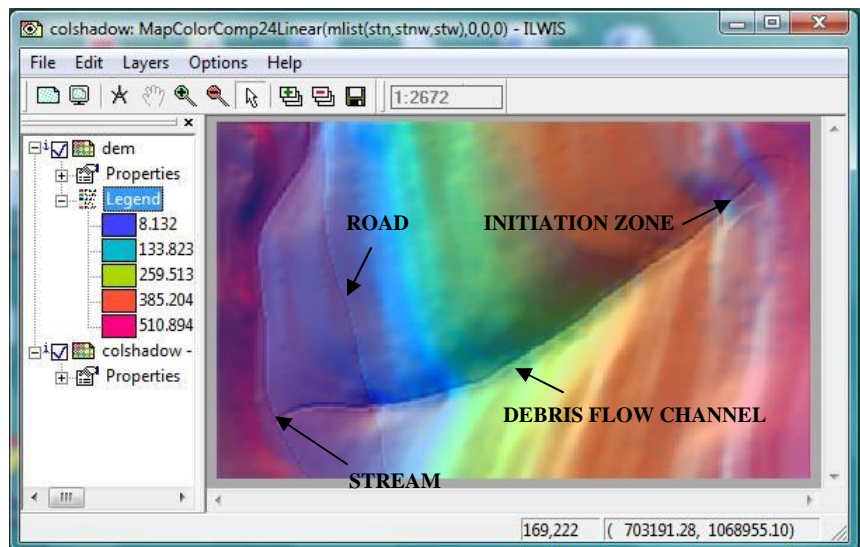 colshadow: MapColorComp24Linear(mlist(stn,stnw,stw),0,0,0) - ILWIS
File Edit Layers Options Help
1:2672
dem
Properties
Legend
8.132
133.823
259.513
385.204
510.894
colshadow -
Properties
ROAD
INITIATION ZONE
DEBRIS FLOW CHANNEL
STREAM
169,222 ( 703191.28, 1068955.10)